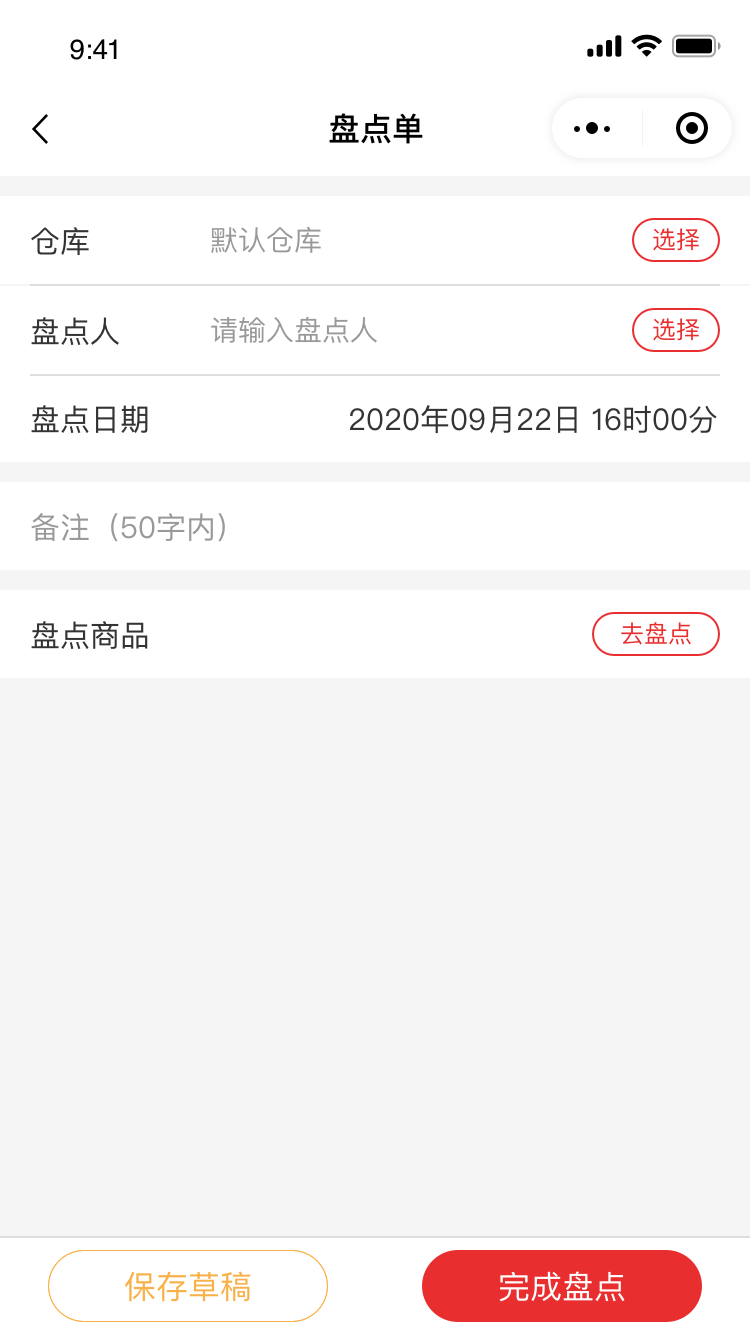 9:41
盘点单
仓库 默认仓库 选择
盘点人 请输入盘点人 选择
盘点日期 2020年09月22日 16时00分
备注（50字内）
盘点商品 去盘点
保存草稿 完成盘点